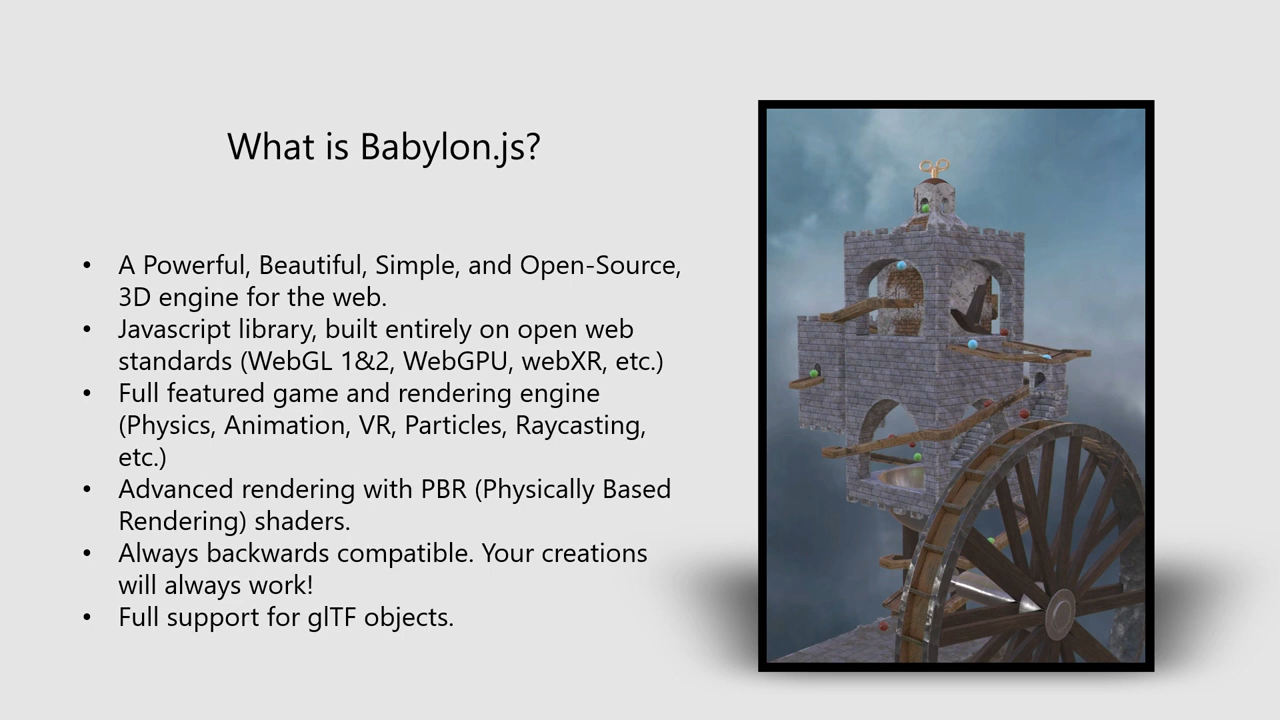 What is Babylon.js?
• A Powerful, Beautiful, Simple, and Open-Source,
3D engine for the web.
• Javascript library, built entirely on open web
standards (WebGL 1&2, WebGPU, webXR, etc.)
• Full featured game and rendering engine
(Physics, Animation, VR, Particles, Raycasting,
etc.)
• Advanced rendering with PBR (Physically Based
Rendering) shaders.
• Always backwards compatible. Your creations
will always work!
• Full support for glTF objects.